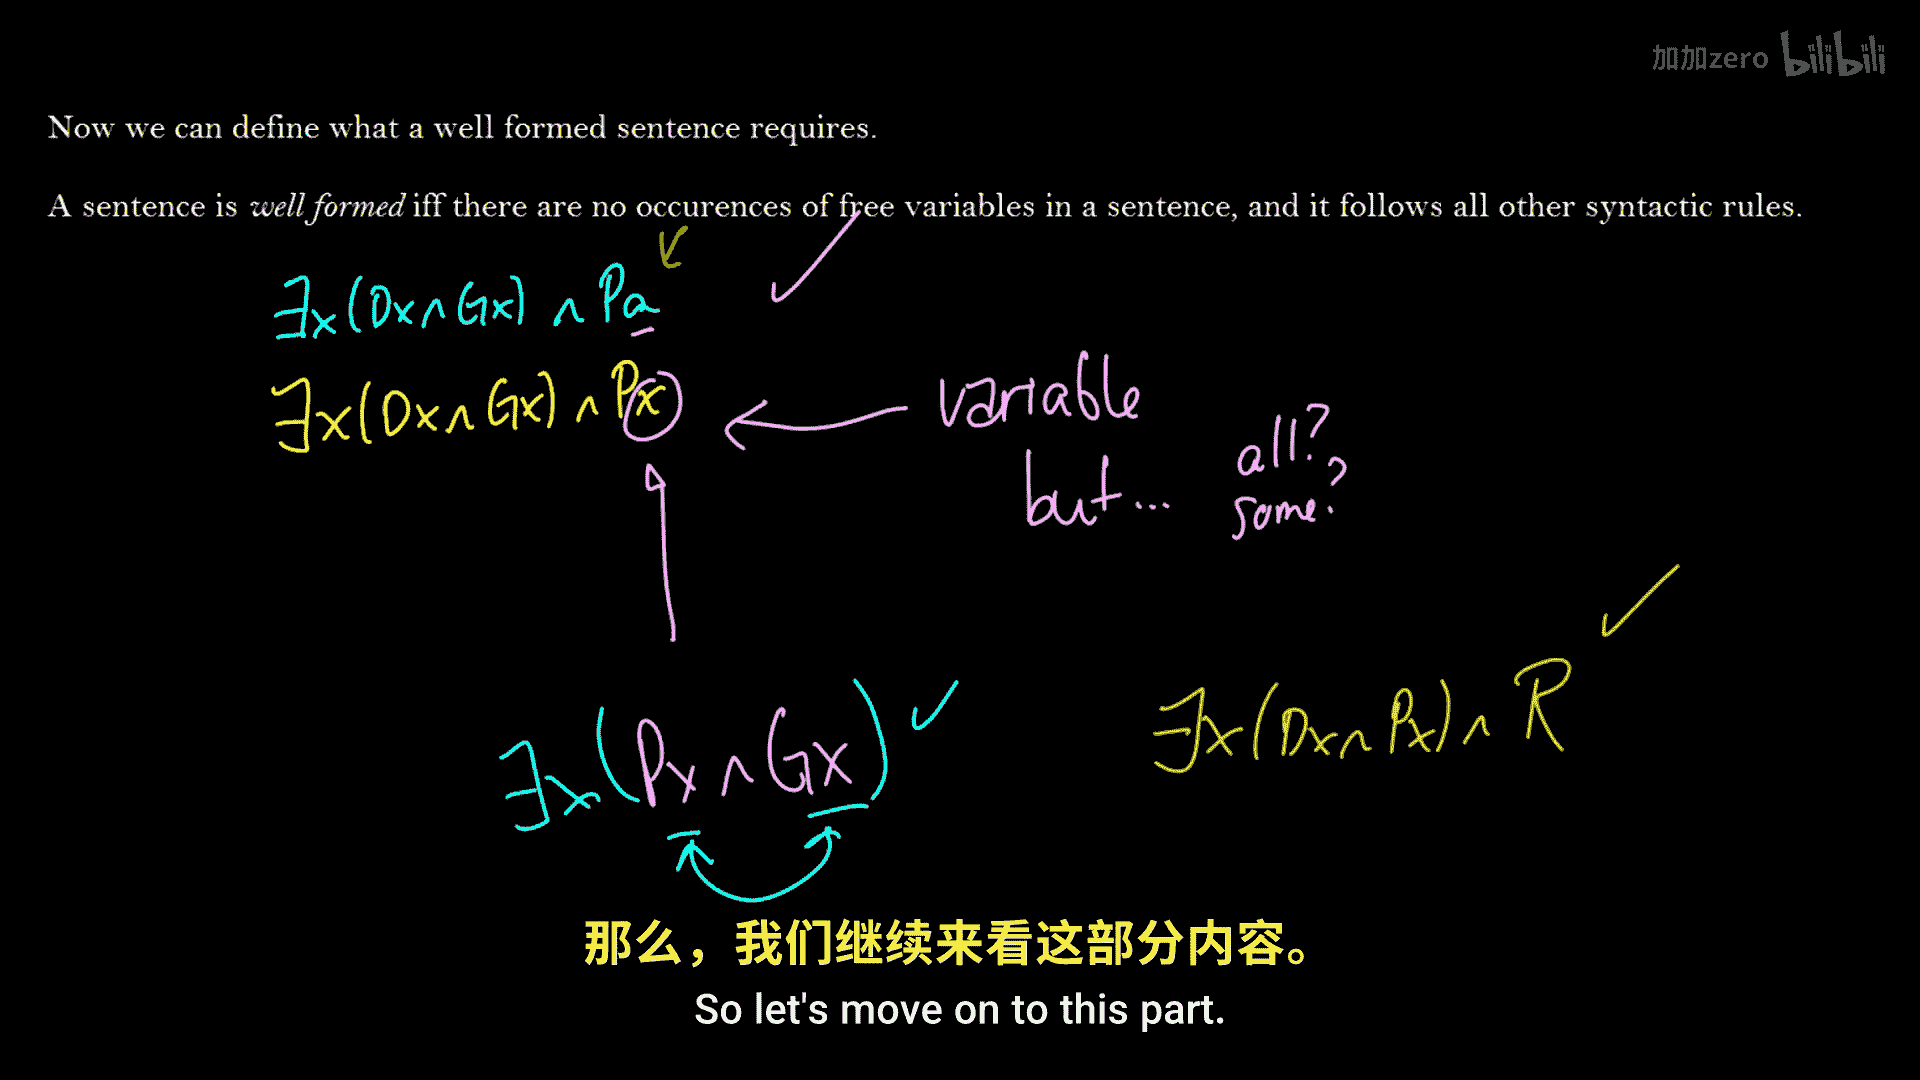 加加zero bilibili
Now we can define what a well formed sentence requires.
A sentence is well formed iff there are no occurences of free variables in a sentence, and it follows all other syntactic rules.
∃x(Dx∧Gx) ∧ Pa
∃x(Dx∧Gx) ∧ Px
variable
but...
all?
some?
∃x(Px∧Gx)
∃x(Dx∧Px)∧R
那么，我们继续来看这部分内容。
So let's move on to this part.